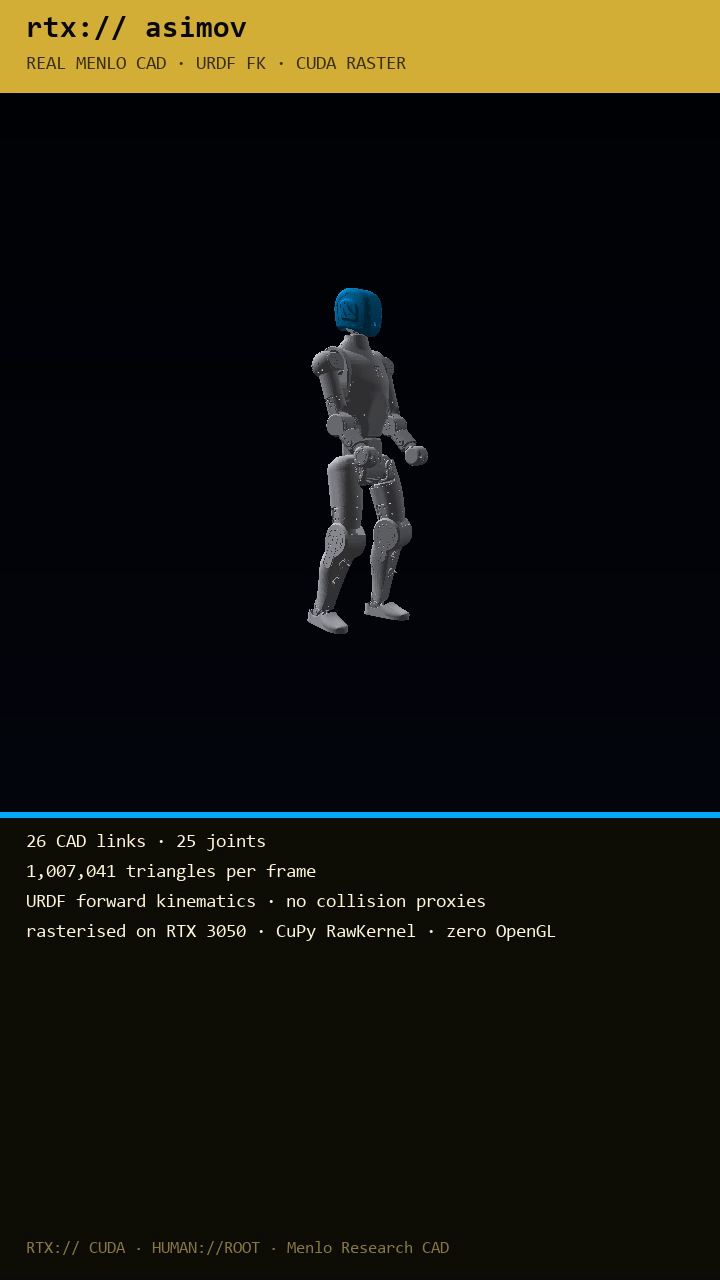 rtx:// asimov
REAL MENLO CAD · URDF FK · CUDA RASTER
26 CAD links · 25 joints
1,007,041 triangles per frame
URDF forward kinematics · no collision proxies
rasterised on RTX 3050 · CuPy RawKernel · zero OpenGL
RTX:// CUDA · HUMAN://ROOT · Menlo Research CAD